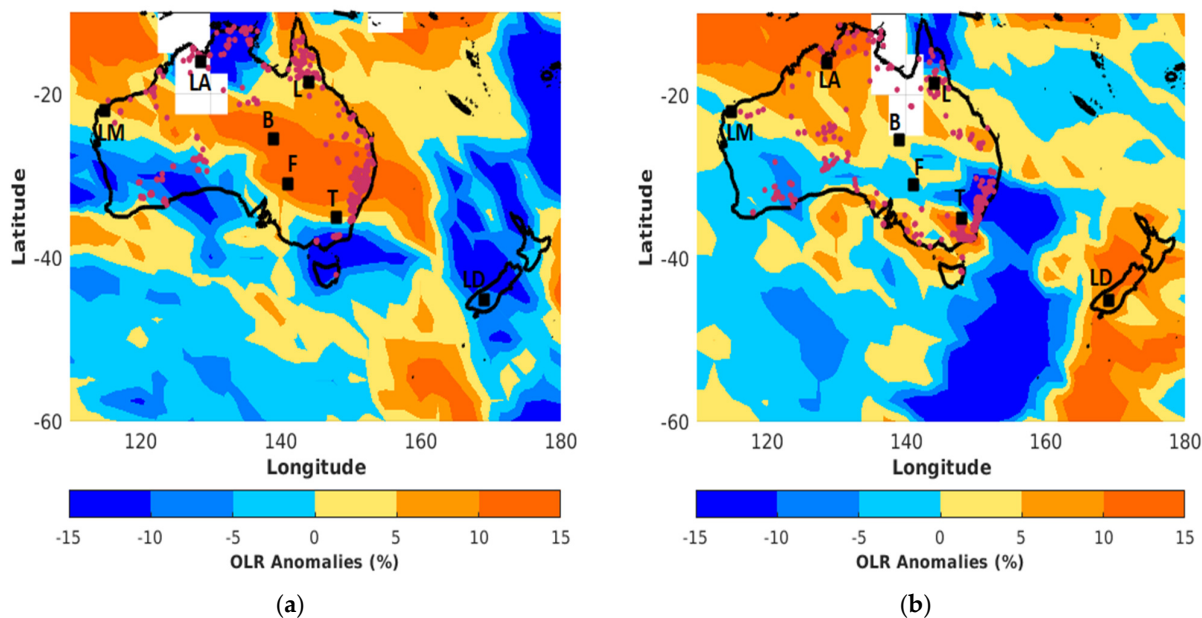 LA
L
-20
LM
B
F
T
Latitude
-40
LD
-60
120
140
160
180
Longitude
-15
-10
-5
0
5
10
15
OLR Anomalies (%)
(a)
LA
L
-20
LM
B
F
T
Latitude
-40
LD
-60
120
140
160
180
Longitude
-15
-10
-5
0
5
10
15
OLR Anomalies (%)
(b)